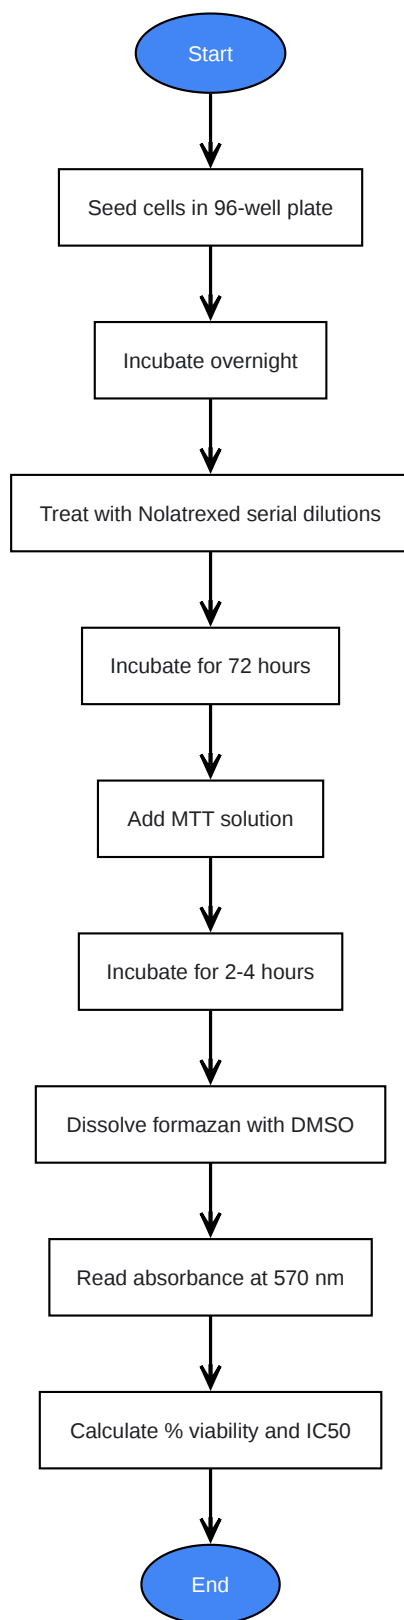 Start
Seed cells in 96-well plate
Incubate overnight
Treat with Nolatrexed serial dilutions
Incubate for 72 hours
Add MTT solution
Incubate for 2-4 hours
Dissolve formazan with DMSO
Read absorbance at 570 nm
Calculate % viability and IC50
End